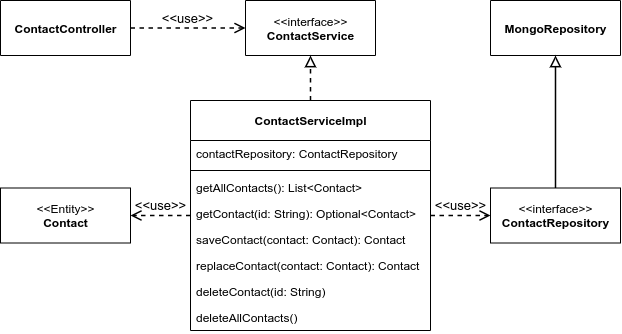 ContactController
<<use>>
<<interface>>
ContactService
MongoRepository
ContactServiceImpl
contactRepository: ContactRepository
getAllContacts(): List<Contact>
getContact(id: String): Optional<Contact>
saveContact(contact: Contact): Contact
replaceContact(contact: Contact): Contact
deleteContact(id: String)
deleteAllContacts()
<<Entity>>
Contact
<<use>>
<<use>>
<<interface>>
ContactRepository